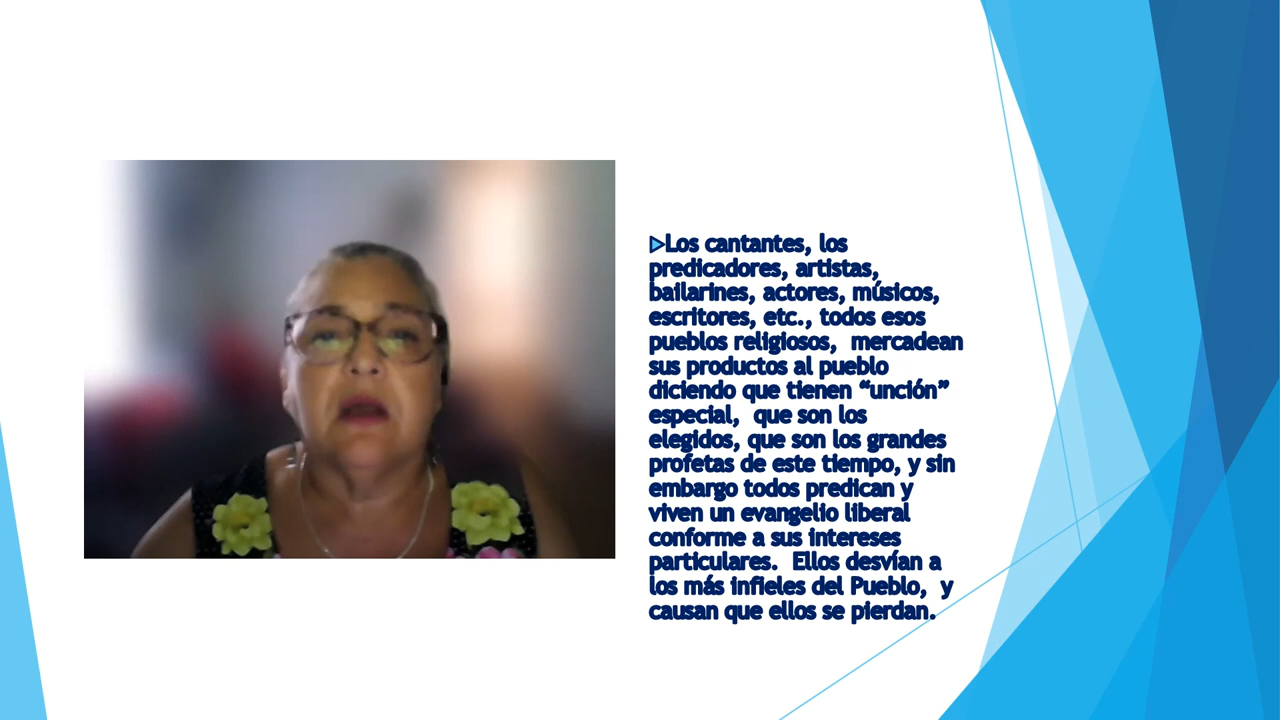 Los cantantes, los
predicadores, artistas,
bailarines, actores, músicos,
escritores, etc., todos esos
pueblos religiosos,  mercadean
sus productos al pueblo
diciendo que tienen “unción”
especial,  que son los
elegidos, que son los grandes
profetas de este tiempo, y sin
embargo todos predican y
viven un evangelio liberal
conforme a sus intereses
particulares.  Ellos desvían a
los más infieles del Pueblo,  y
causan que ellos se pierdan.